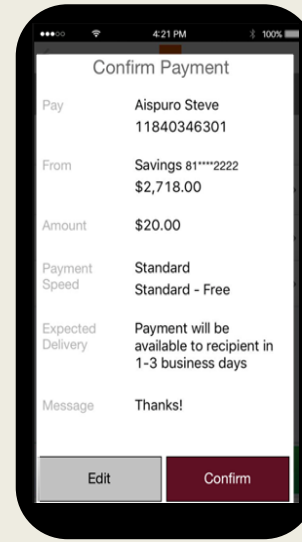 4:21 PM 100%
Confirm Payment
Pay Aispuro Steve
11840346301
From Savings 81****2222
$2,718.00
Amount $20.00
Payment Speed Standard
Standard - Free
Expected Delivery Payment will be
available to recipient in
1-3 business days
Message Thanks!
Edit Confirm